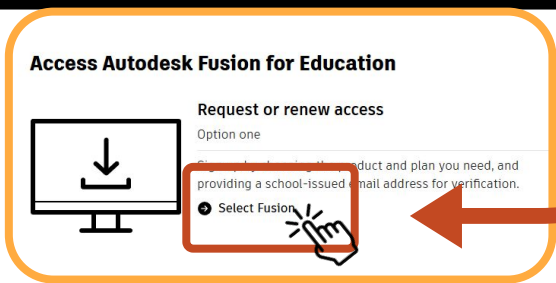 Access Autodesk Fusion for Education
Request or renew access
Option one
the product and plan you need, and
providing a school-issued email address for verification.
Select Fusion